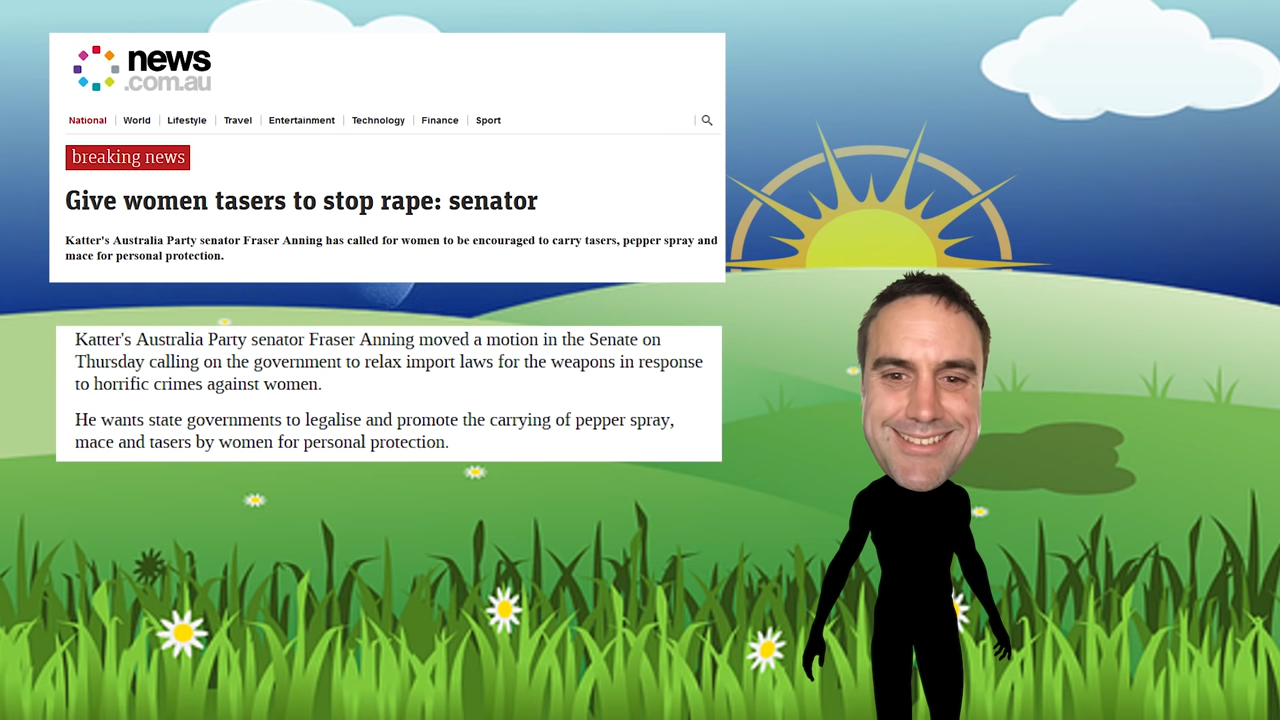 news
.com.au
National World Lifestyle Travel Entertainment Technology Finance Sport
breaking news
Give women tasers to stop rape: senator
Katter's Australia Party senator Fraser Anning has called for women to be encouraged to carry tasers, pepper spray and
mace for personal protection.
Katter's Australia Party senator Fraser Anning moved a motion in the Senate on
Thursday calling on the government to relax import laws for the weapons in response
to horrific crimes against women.
He wants state governments to legalise and promote the carrying of pepper spray,
mace and tasers by women for personal protection.